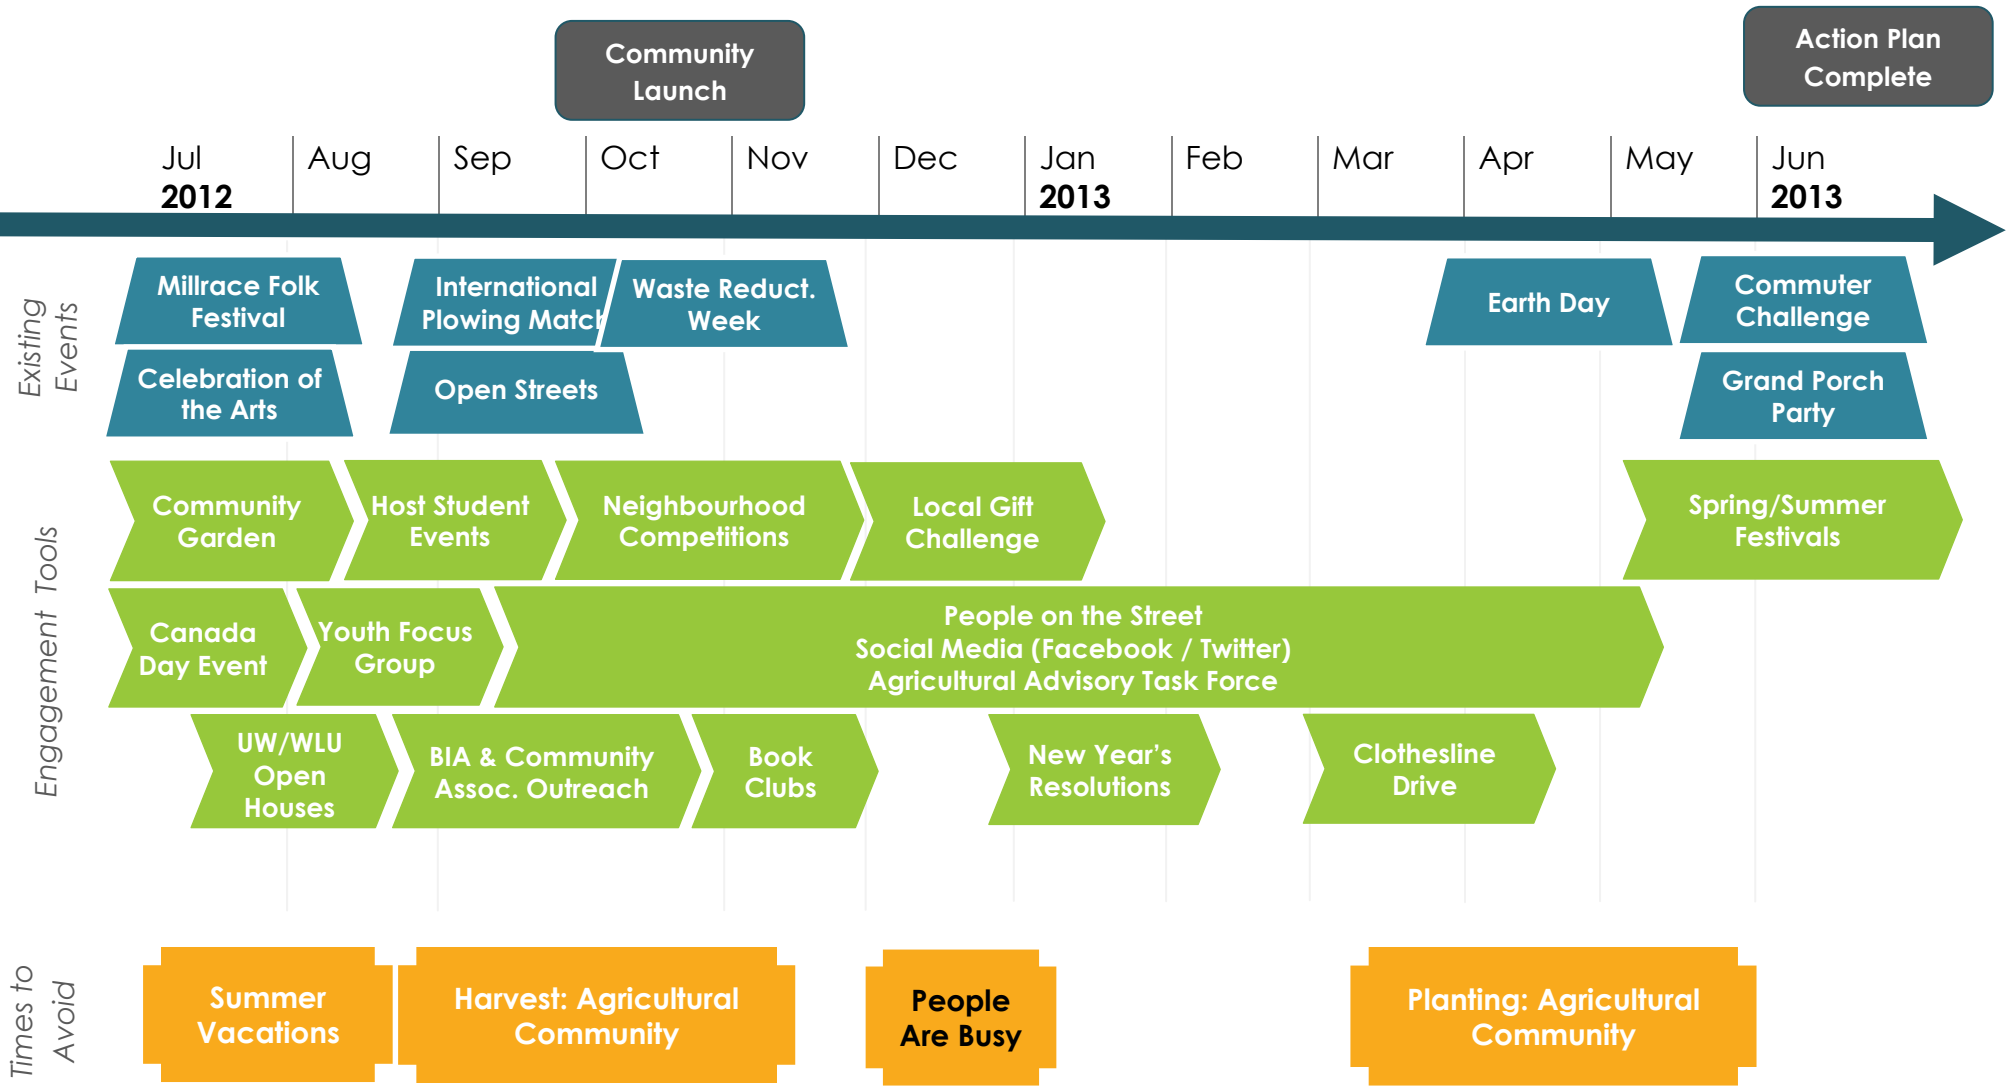 Community
Launch
Action Plan
Complete
Jul
2012
Aug
Sep
Oct
Nov
Dec
Jan
2013
Feb
Mar
Apr
May
Jun
2013
Existing
Events
Millrace Folk
Festival
International
Plowing Match
Waste Reduct.
Week
Earth Day
Commuter
Challenge
Celebration of
the Arts
Open Streets
Grand Porch
Party
Engagement Tools
Community
Garden
Host Student
Events
Neighbourhood
Competitions
Local Gift
Challenge
Spring/Summer
Festivals
Canada
Day Event
Youth Focus
Group
People on the Street
Social Media (Facebook / Twitter)
Agricultural Advisory Task Force
UW/WLU
Open
Houses
BIA & Community
Assoc. Outreach
Book
Clubs
New Year’s
Resolutions
Clothesline
Drive
Times to
Avoid
Summer
Vacations
Harvest: Agricultural
Community
People
Are Busy
Planting: Agricultural
Community